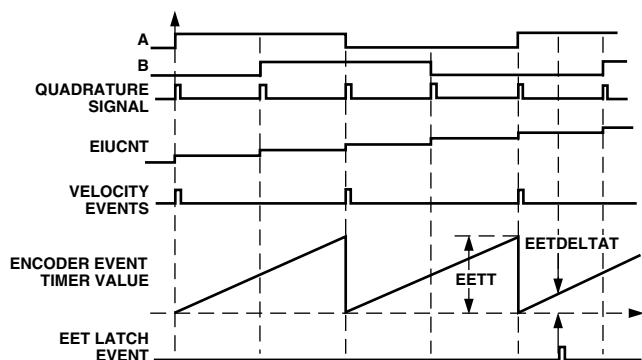 A
B
QUADRATURE
SIGNAL
EIUCNT
VELOCITY
EVENTS
EETDELTAT
ENCODER EVENT
TIMER VALUE
EETT
EET LATCH
EVENT